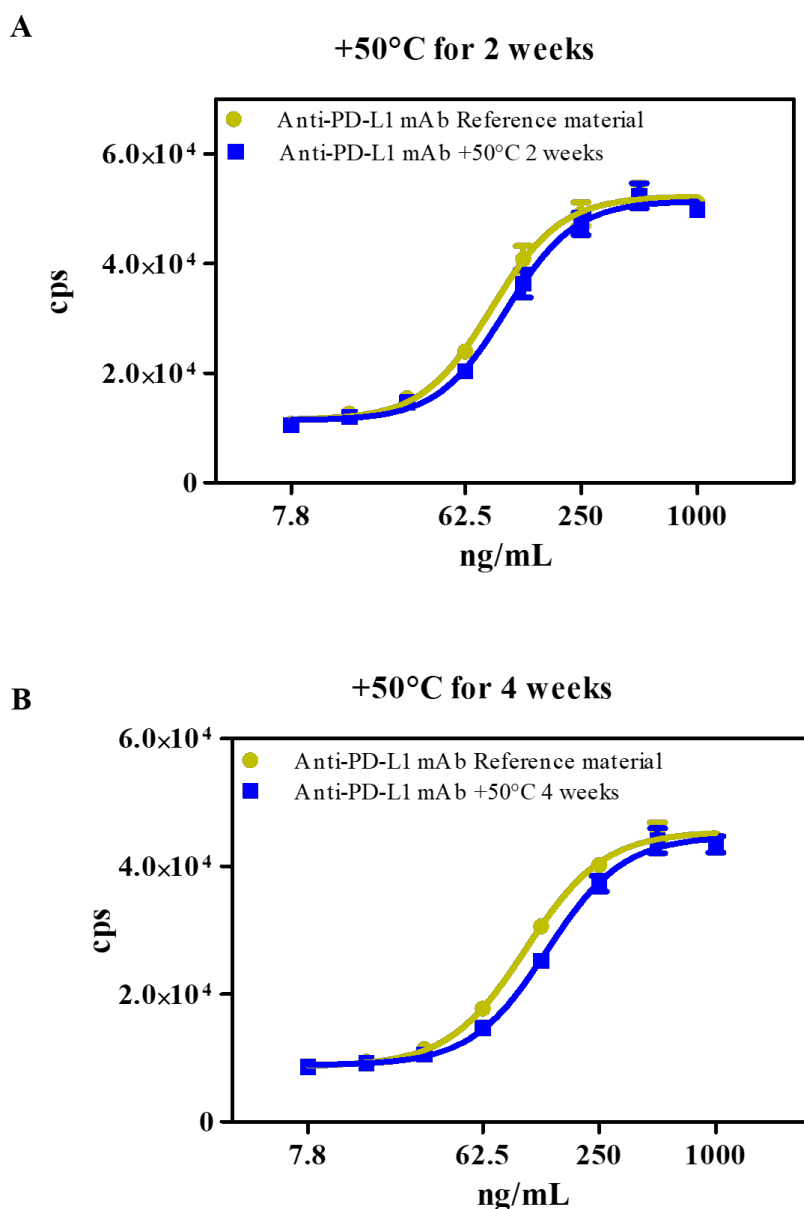 A
+50°C for 2 weeks
Anti-PD-L1 mAb Reference material
Anti-PD-L1 mAb +50°C 2 weeks
6.0×10⁴
4.0×10⁴
2.0×10⁴
0
cps
7.8 62.5 250 1000
ng/mL
B
+50°C for 4 weeks
6.0×10⁴
Anti-PD-L1 mAb Reference material
Anti-PD-L1 mAb +50°C 4 weeks
4.0×10⁴
2.0×10⁴
0
cps
7.8 62.5 250 1000
ng/mL